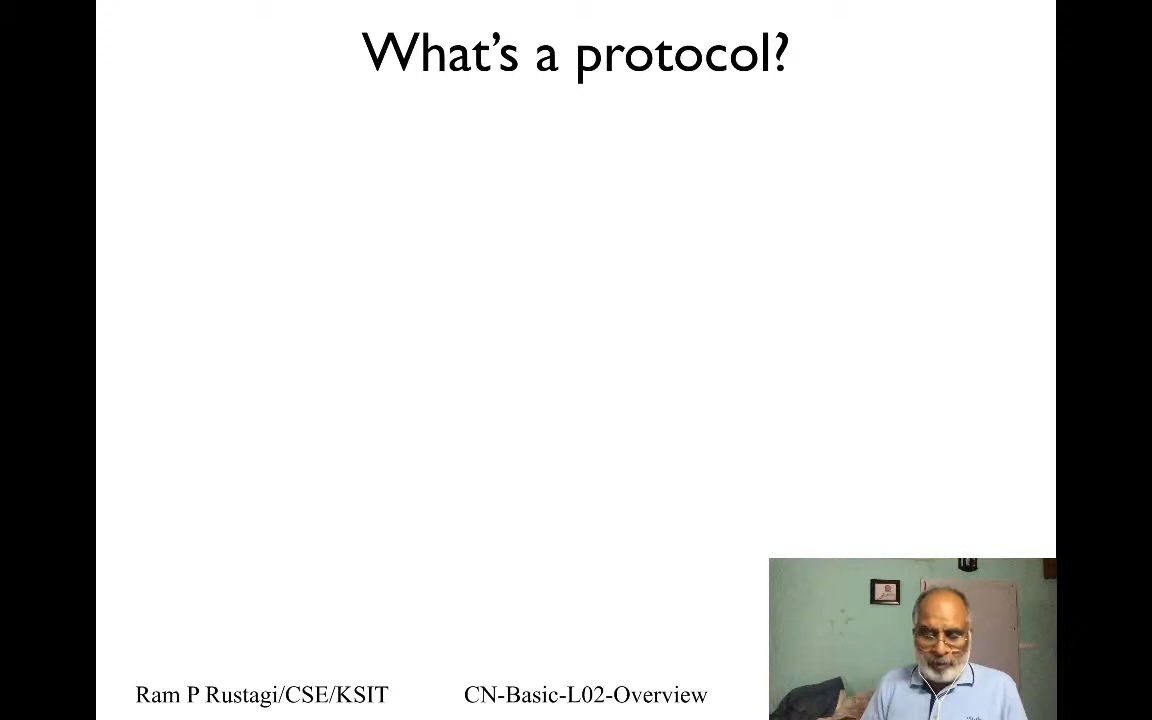 What's a protocol?
Ram P Rustagi/CSE/KSIT CN-Basic-L02-Overview